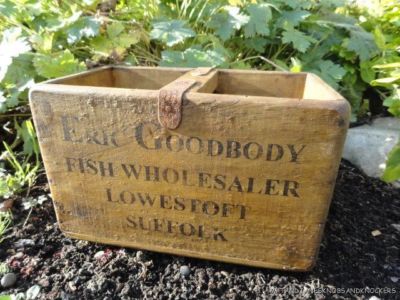 ERIC GOODBODY
FISH WHOLESALER
LOWESTOFT
SUFFOLK